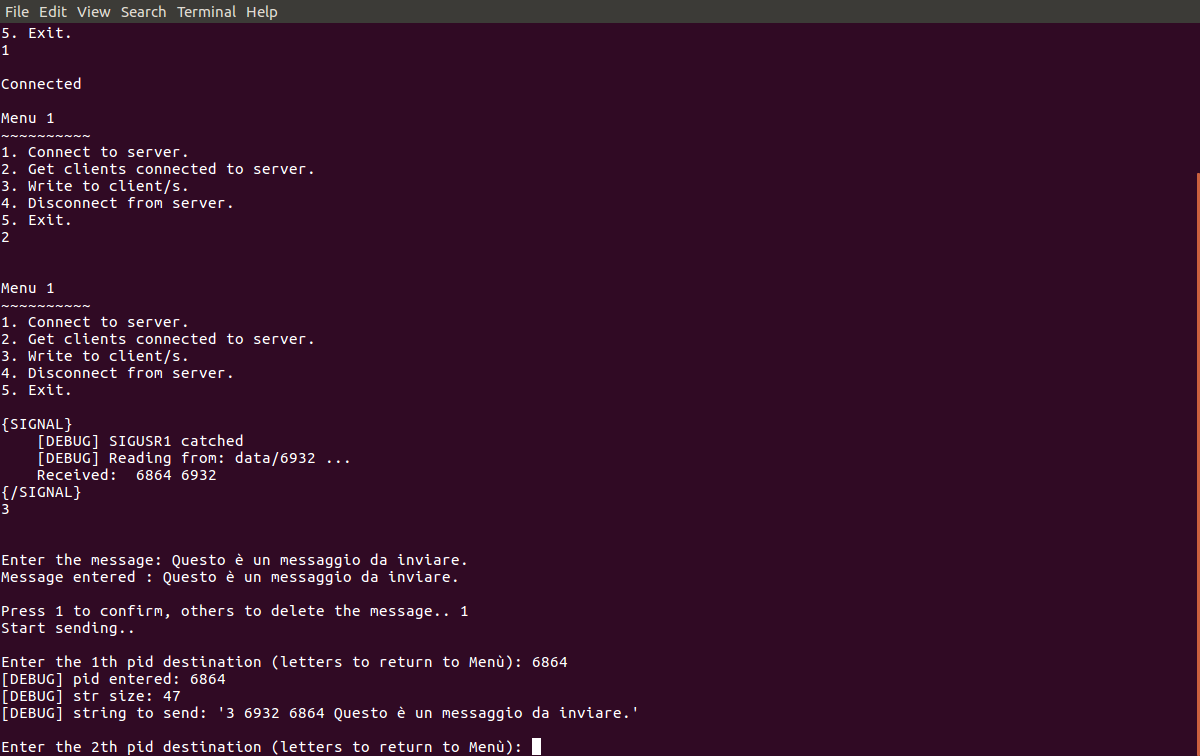 File Edit View Search Terminal Help
5. Exit.
1
Connected
Menu 1
~~~~~~~~~~
1. Connect to server.
2. Get clients connected to server.
3. Write to client/s.
4. Disconnect from server.
5. Exit.
2
Menu 1
~~~~~~~~~~
1. Connect to server.
2. Get clients connected to server.
3. Write to client/s.
4. Disconnect from server.
5. Exit.
{SIGNAL}
    [DEBUG] SIGUSR1 catched
    [DEBUG] Reading from: data/6932 ...
    Received:  6864 6932
{/SIGNAL}
3
Enter the message: Questo è un messaggio da inviare.
Message entered : Questo è un messaggio da inviare.
Press 1 to confirm, others to delete the message.. 1
Start sending..
Enter the 1th pid destination (letters to return to Menù): 6864
[DEBUG] pid entered: 6864
[DEBUG] str size: 47
[DEBUG] string to send: '3 6932 6864 Questo è un messaggio da inviare.'
Enter the 2th pid destination (letters to return to Menù):